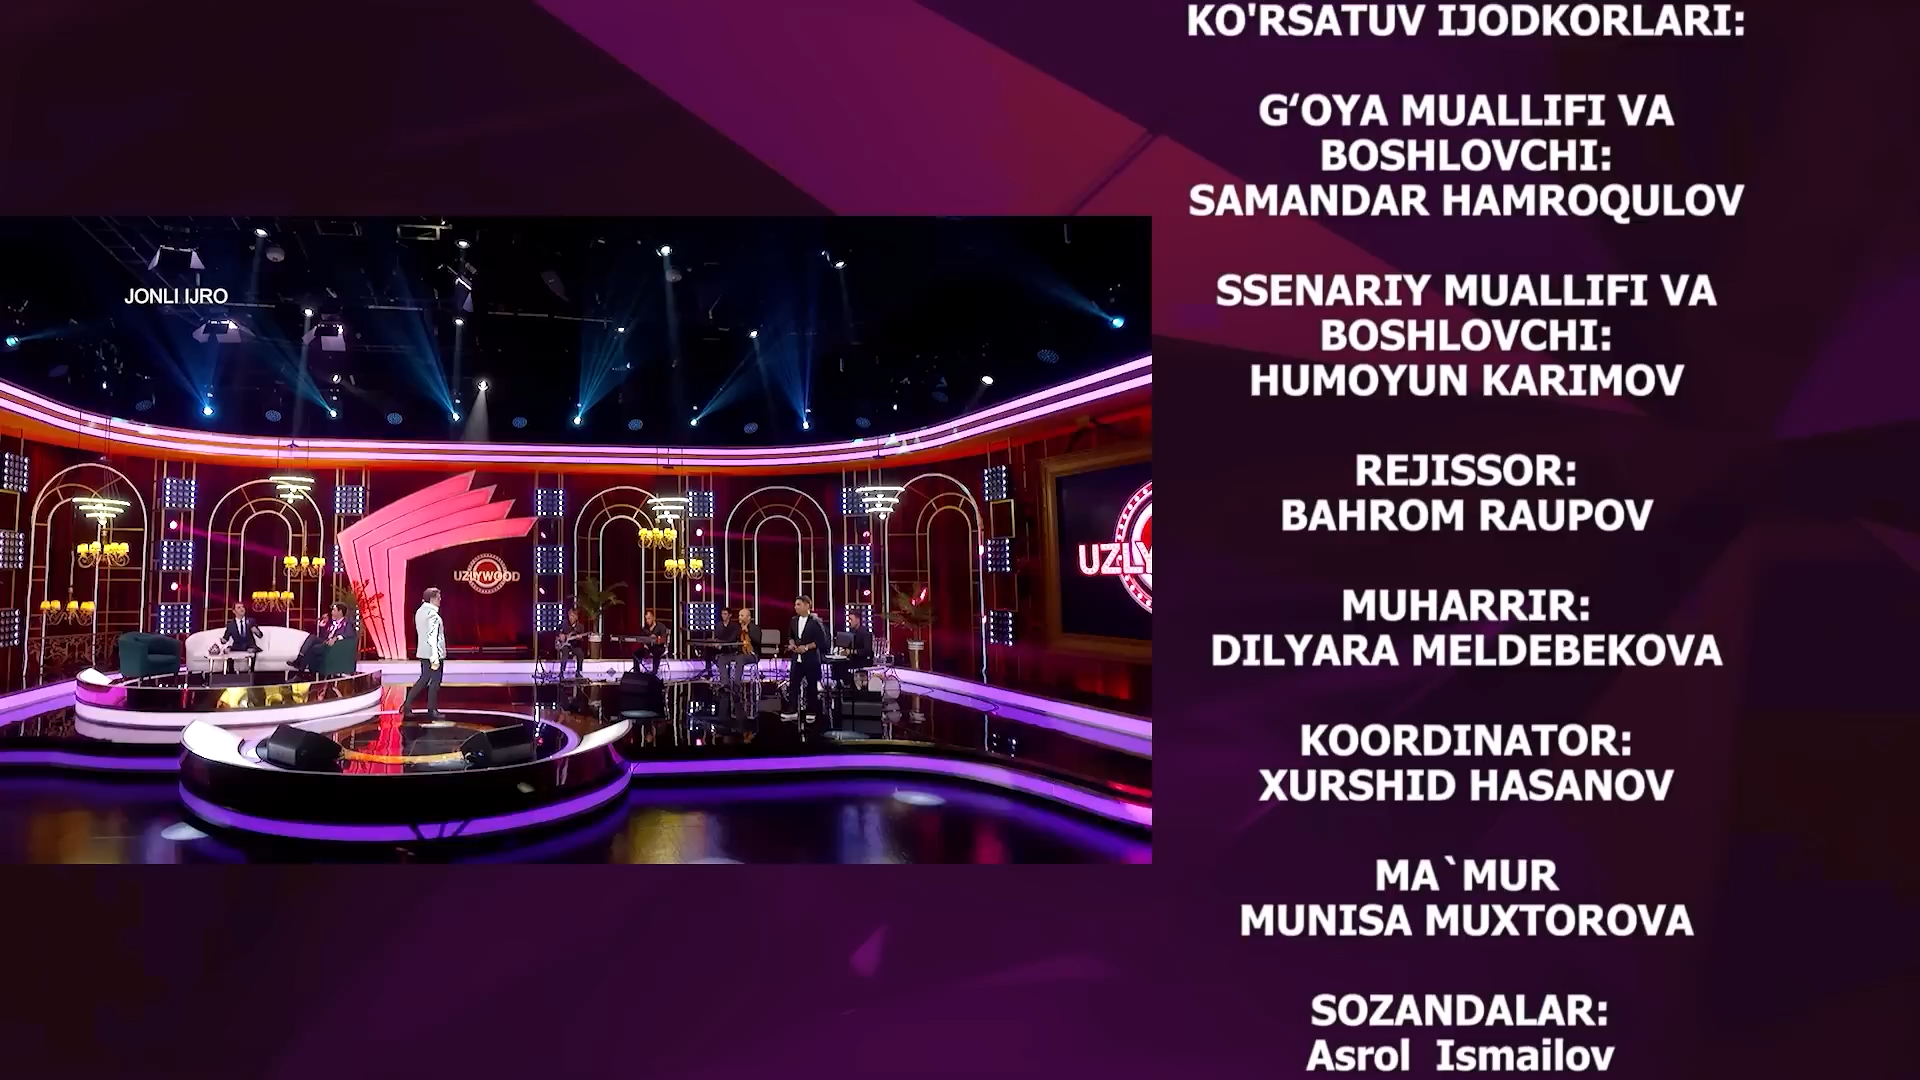 KO'RSATUV IJODKORLARI:
G‘OYA MUALLIFI VA
BOSHLOVCHI:
SAMANDAR HAMROQULOV
SSENARIY MUALLIFI VA
BOSHLOVCHI:
HUMOYUN KARIMOV
REJISSOR:
BAHROM RAUPOV
MUHARRIR:
DILYARA MELDEBEKOVA
KOORDINATOR:
XURSHID HASANOV
MA`MUR
MUNISA MUXTOROVA
SOZANDALAR:
Asrol Ismailov
JONLI IJRO
UZLYWOOD
UZLY